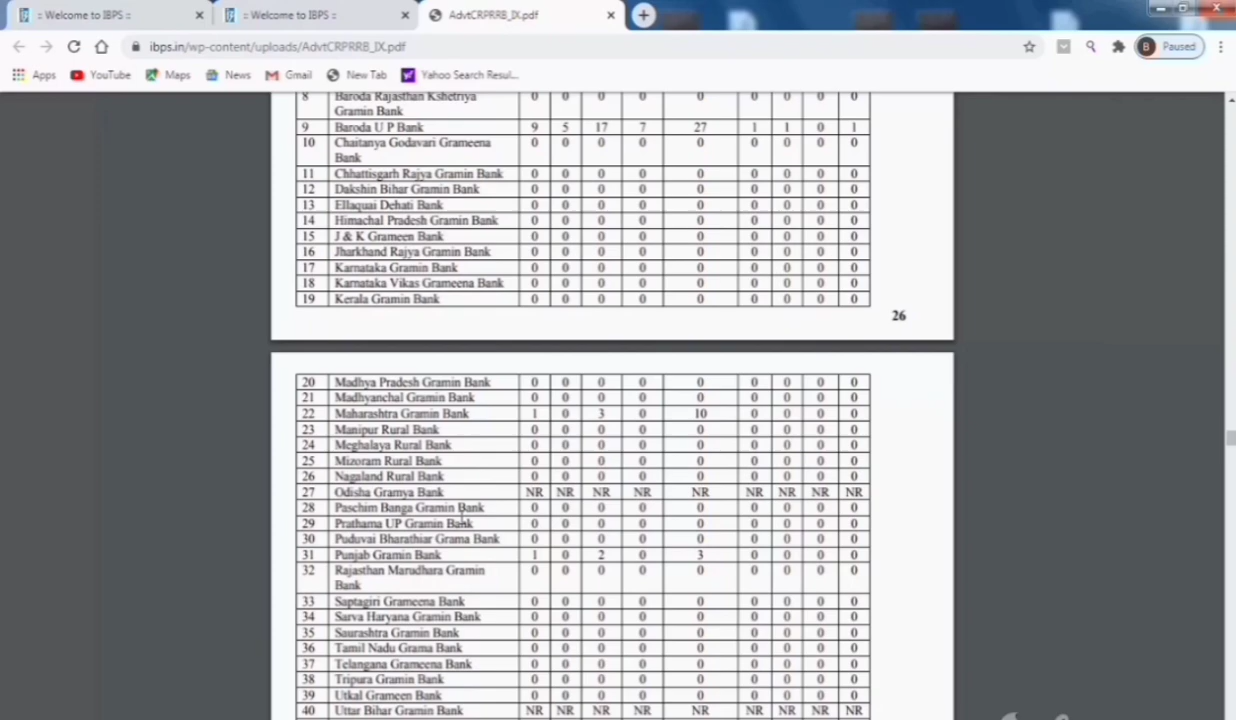 :: Welcome to IBPS ::
:: Welcome to IBPS ::
AdvtCRPRRB_IX.pdf
ibps.in/wp-content/uploads/AdvtCRPRRB_IX.pdf
B Paused
Apps YouTube Maps News Gmail New Tab Yahoo Search Resul...
8 Baroda Rajasthan Kshetriya 0 0 0 0 0 0 0 0 0
Gramin Bank
9 Baroda U P Bank 9 5 17 7 27 1 1 0 1
10 Chaitanya Godavari Grameena 0 0 0 0 0 0 0 0 0
Bank
11 Chhattisgarh Rajya Gramin Bank 0 0 0 0 0 0 0 0 0
12 Dakshin Bihar Gramin Bank 0 0 0 0 0 0 0 0 0
13 Ellaquai Dehati Bank 0 0 0 0 0 0 0 0 0
14 Himachal Pradesh Gramin Bank 0 0 0 0 0 0 0 0 0
15 J & K Grameen Bank 0 0 0 0 0 0 0 0 0
16 Jharkhand Rajya Gramin Bank 0 0 0 0 0 0 0 0 0
17 Karnataka Gramin Bank 0 0 0 0 0 0 0 0 0
18 Karnataka Vikas Grameena Bank 0 0 0 0 0 0 0 0 0
19 Kerala Gramin Bank 0 0 0 0 0 0 0 0 0
26
20 Madhya Pradesh Gramin Bank 0 0 0 0 0 0 0 0 0
21 Madhyanchal Gramin Bank 0 0 0 0 0 0 0 0 0
22 Maharashtra Gramin Bank 1 0 3 0 10 0 0 0 0
23 Manipur Rural Bank 0 0 0 0 0 0 0 0 0
24 Meghalaya Rural Bank 0 0 0 0 0 0 0 0 0
25 Mizoram Rural Bank 0 0 0 0 0 0 0 0 0
26 Nagaland Rural Bank 0 0 0 0 0 0 0 0 0
27 Odisha Gramya Bank NR NR NR NR NR NR NR NR NR
28 Paschim Banga Gramin Bank 0 0 0 0 0 0 0 0 0
29 Prathama UP Gramin Bank 0 0 0 0 0 0 0 0 0
30 Puduvai Bharathiar Grama Bank 0 0 0 0 0 0 0 0 0
31 Punjab Gramin Bank 1 0 2 0 3 0 0 0 0
32 Rajasthan Marudhara Gramin 0 0 0 0 0 0 0 0 0
Bank
33 Saptagiri Grameena Bank 0 0 0 0 0 0 0 0 0
34 Sarva Haryana Gramin Bank 0 0 0 0 0 0 0 0 0
35 Saurashtra Gramin Bank 0 0 0 0 0 0 0 0 0
36 Tamil Nadu Grama Bank 0 0 0 0 0 0 0 0 0
37 Telangana Grameena Bank 0 0 0 0 0 0 0 0 0
38 Tripura Gramin Bank 0 0 0 0 0 0 0 0 0
39 Utkal Grameen Bank 0 0 0 0 0 0 0 0 0
40 Uttar Bihar Gramin Bank NR NR NR NR NR NR NR NR NR